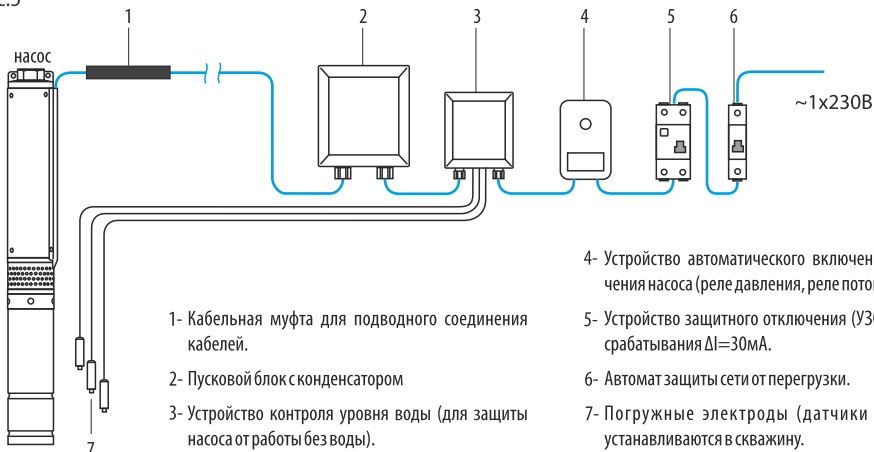 1
2
3
4
5
6
насос
~1x230В
7
1- Кабельная муфта для подводного соединения
кабелей.
2- Пусковой блок с конденсатором
3- Устройство контроля уровня воды (для защиты
насоса от работы без воды).
4- Устройство автоматического включен
чения насоса (реле давления, реле пото
5- Устройство защитного отключения (УЗО
срабатывания ΔI=30мА.
6- Автомат защиты сети от перегрузки.
7- Погружные электроды (датчики
устанавливаются в скважину.